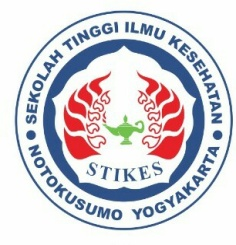 SEKOLAH TINGGI ILMU KESEHATAN
STIKES
NOTOKUSUMO YOGYAKARTA